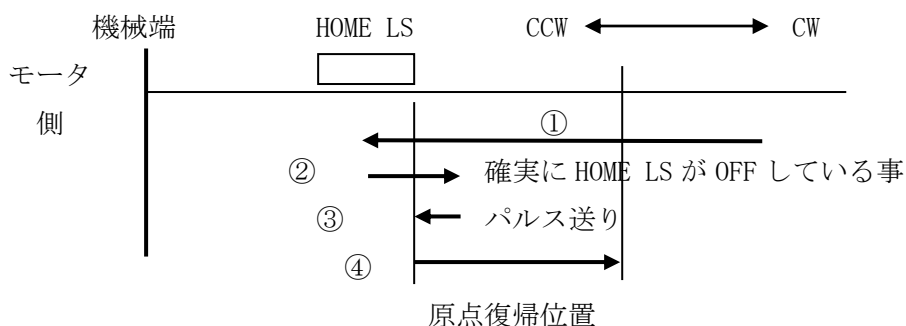 機械端 HOME LS CCW CW
モータ
側
①
② 確実に HOME LS が OFF している事
③ パルス送り
④
原点復帰位置